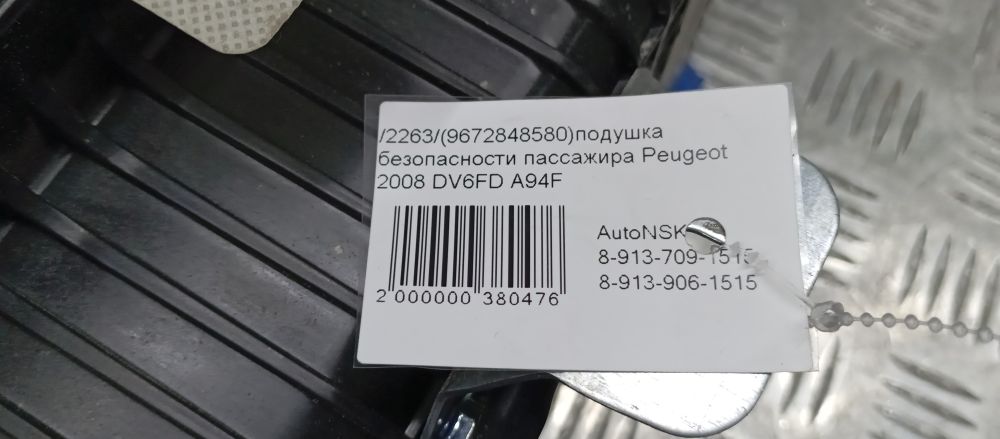 /2263/(9672848580)подушка
безопасности пассажира Peugeot
2008 DV6FD A94F
AutoNSK
8-913-709-1515
8-913-906-1515
2 000000 380476